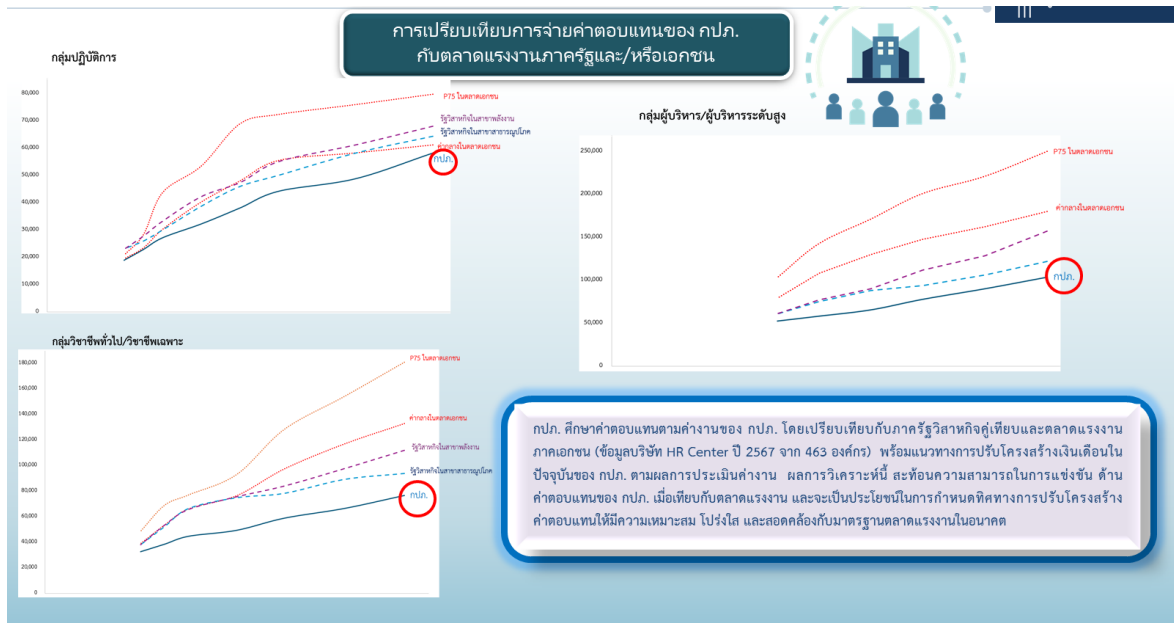 การเปรียบเทียบการจ่ายค่าตอบแทนของ กปภ.
กับตลาดแรงงานภาครัฐและ/หรือเอกชน
กลุ่มปฏิบัติการ
80,000
70,000
60,000
50,000
40,000
30,000
20,000
10,000
0
P75 ในตลาดเอกชน
รัฐวิสาหกิจในสาขาพลังงาน
รัฐวิสาหกิจในสาขาสาธารณูปโภค
ค่ากลางในตลาดเอกชน
กปภ.
กลุ่มผู้บริหาร/ผู้บริหารระดับสูง
250,000
200,000
150,000
100,000
50,000
0
P75 ในตลาดเอกชน
ค่ากลางในตลาดเอกชน
กปภ.
กลุ่มวิชาชีพทั่วไป/วิชาชีพเฉพาะ
180,000
160,000
140,000
120,000
100,000
80,000
60,000
40,000
20,000
0
P75 ในตลาดเอกชน
ค่ากลางในตลาดเอกชน
รัฐวิสาหกิจในสาขาพลังงาน
รัฐวิสาหกิจในสาขาสาธารณูปโภค
กปภ.
กปภ. ศึกษาค่าตอบแทนตามค่างานของ กปภ. โดยเปรียบเทียบกับภาครัฐวิสาหกิจคู่เทียบและตลาดแรงงาน
ภาคเอกชน (ข้อมูลบริษัท HR Center ปี 2567 จาก 463 องค์กร) พร้อมแนวทางการปรับโครงสร้างเงินเดือนใน
ปัจจุบันของ กปภ. ตามผลการประเมินค่างาน ผลการวิเคราะห์นี้ สะท้อนความสามารถในการแข่งขัน ด้าน
ค่าตอบแทนของ กปภ. เมื่อเทียบกับตลาดแรงงาน และจะเป็นประโยชน์ในการกำหนดทิศทางการปรับโครงสร้าง
ค่าตอบแทนให้มีความเหมาะสม โปร่งใส และสอดคล้องกับมาตรฐานตลาดแรงงานในอนาคต